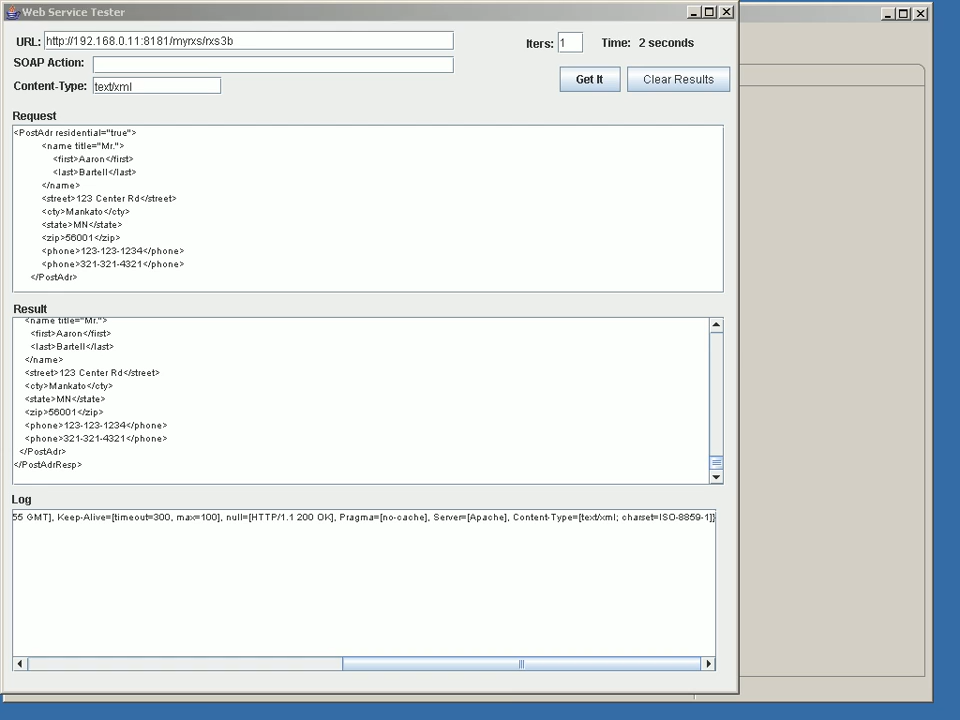 Web Service Tester
URL: http://192.168.0.11:8181/myrxs/rxs3b
Iters: 1 Time: 2 seconds
SOAP Action:
Content-Type: text/xml
Get It Clear Results
Request
<PostAdr residential="true">
<name title="Mr.">
<first>Aaron</first>
<last>Bartell</last>
</name>
<street>123 Center Rd</street>
<cty>Mankato</cty>
<state>MN</state>
<zip>56001</zip>
<phone>123-123-1234</phone>
<phone>321-321-4321</phone>
</PostAdr>
Result
<name title="Mr.">
<first>Aaron</first>
<last>Bartell</last>
</name>
<street>123 Center Rd</street>
<cty>Mankato</cty>
<state>MN</state>
<zip>56001</zip>
<phone>123-123-1234</phone>
<phone>321-321-4321</phone>
</PostAdr>
</PostAdrResp>
Log
55 GMT], Keep-Alive=[timeout=300, max=100], null=[HTTP/1.1 200 OK], Pragma=[no-cache], Server=[Apache], Content-Type=[text/xml; charset=ISO-8859-1]}